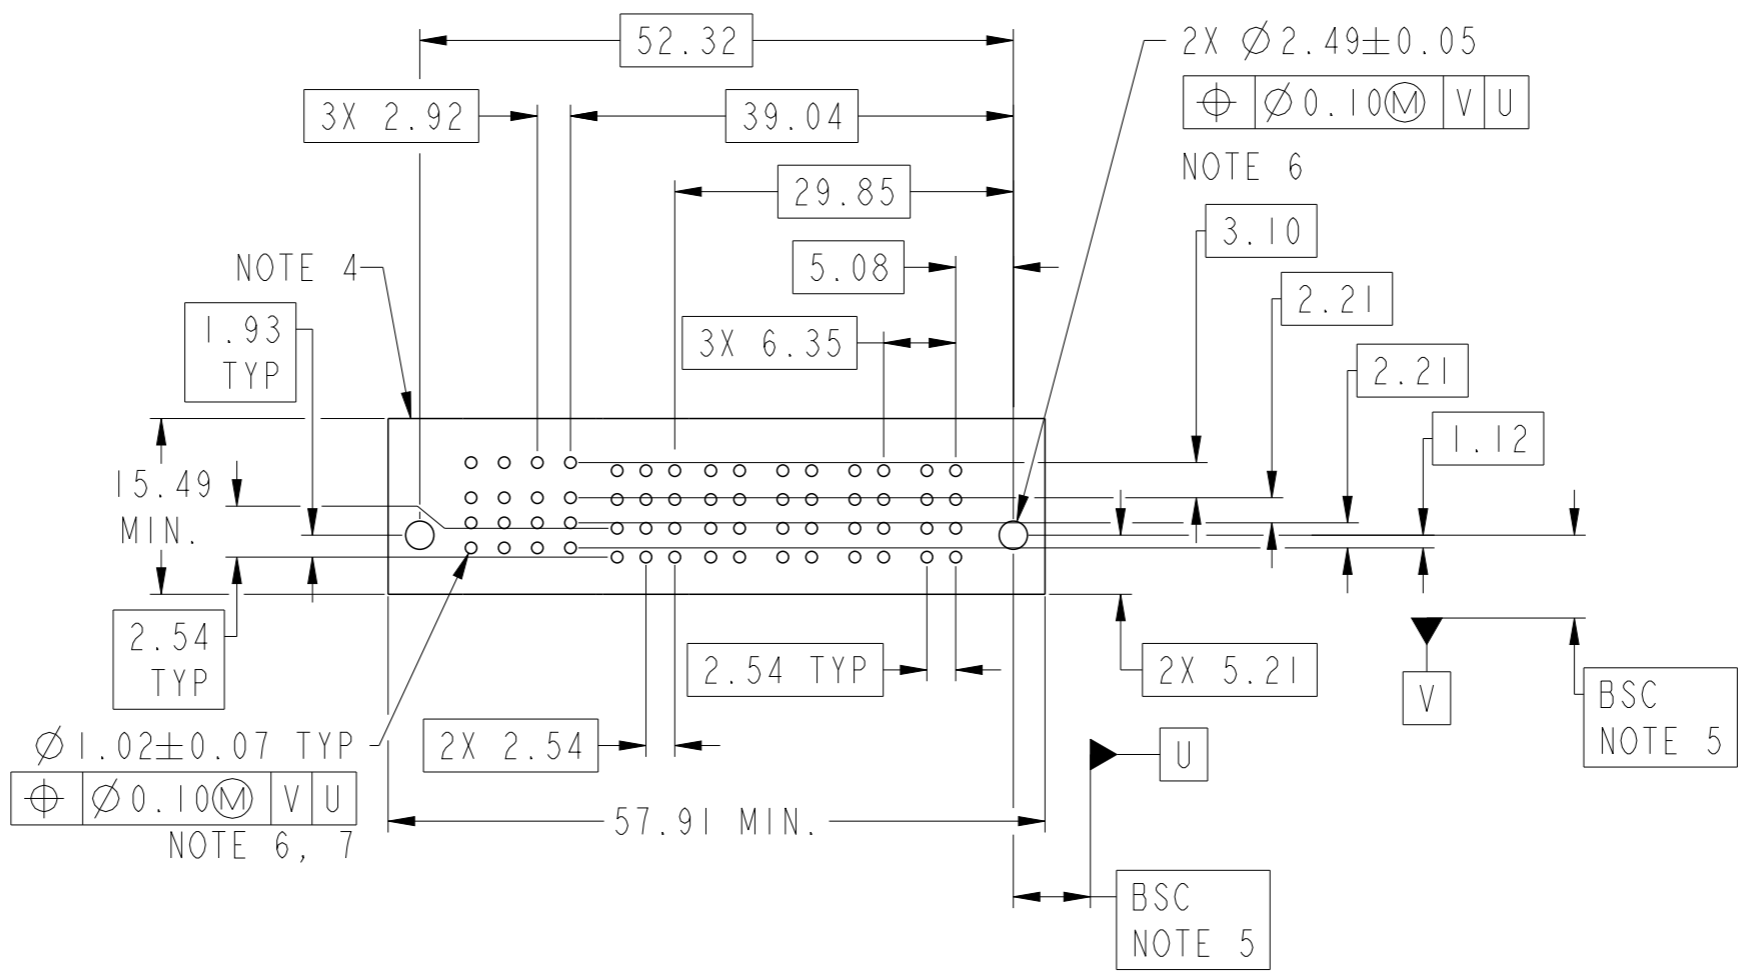 52.32
2X ∅2.49±0.05
⌖ ∅0.10Ⓜ V U
NOTE 6
3X 2.92
39.04
29.85
3.10
NOTE 4
5.08
2.21
1.93
TYP
3X 6.35
2.21
1.12
15.49
MIN.
2.54
TYP
2.54 TYP
2X 5.21
V
BSC
NOTE 5
∅1.02±0.07 TYP
⌖ ∅0.10Ⓜ V U
NOTE 6, 7
2X 2.54
U
57.91 MIN.
BSC
NOTE 5